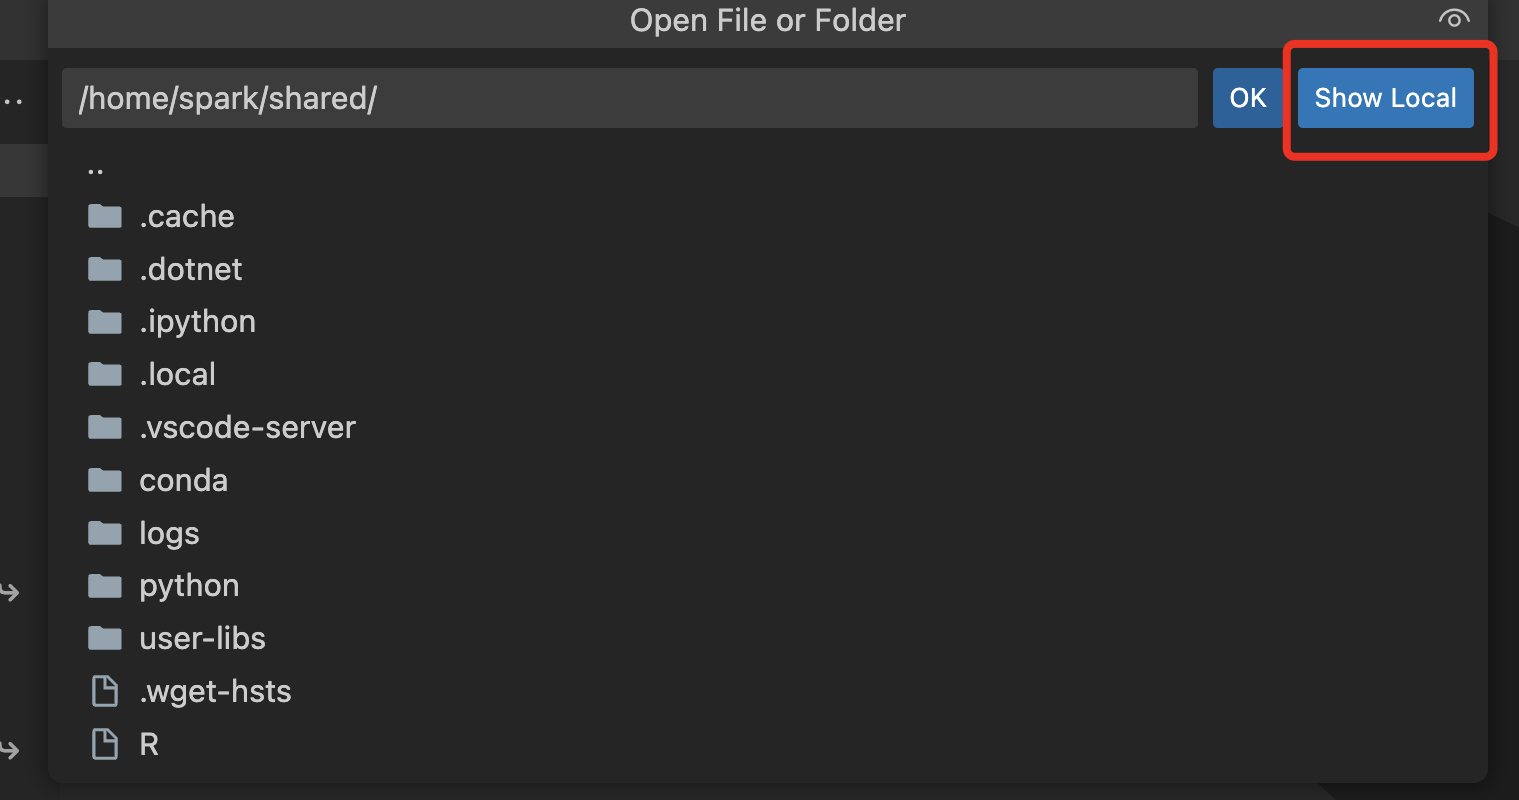 Open File or Folder
/home/spark/shared/
OK
Show Local
..
.cache
.dotnet
.ipython
.local
.vscode-server
conda
logs
python
user-libs
.wget-hsts
R